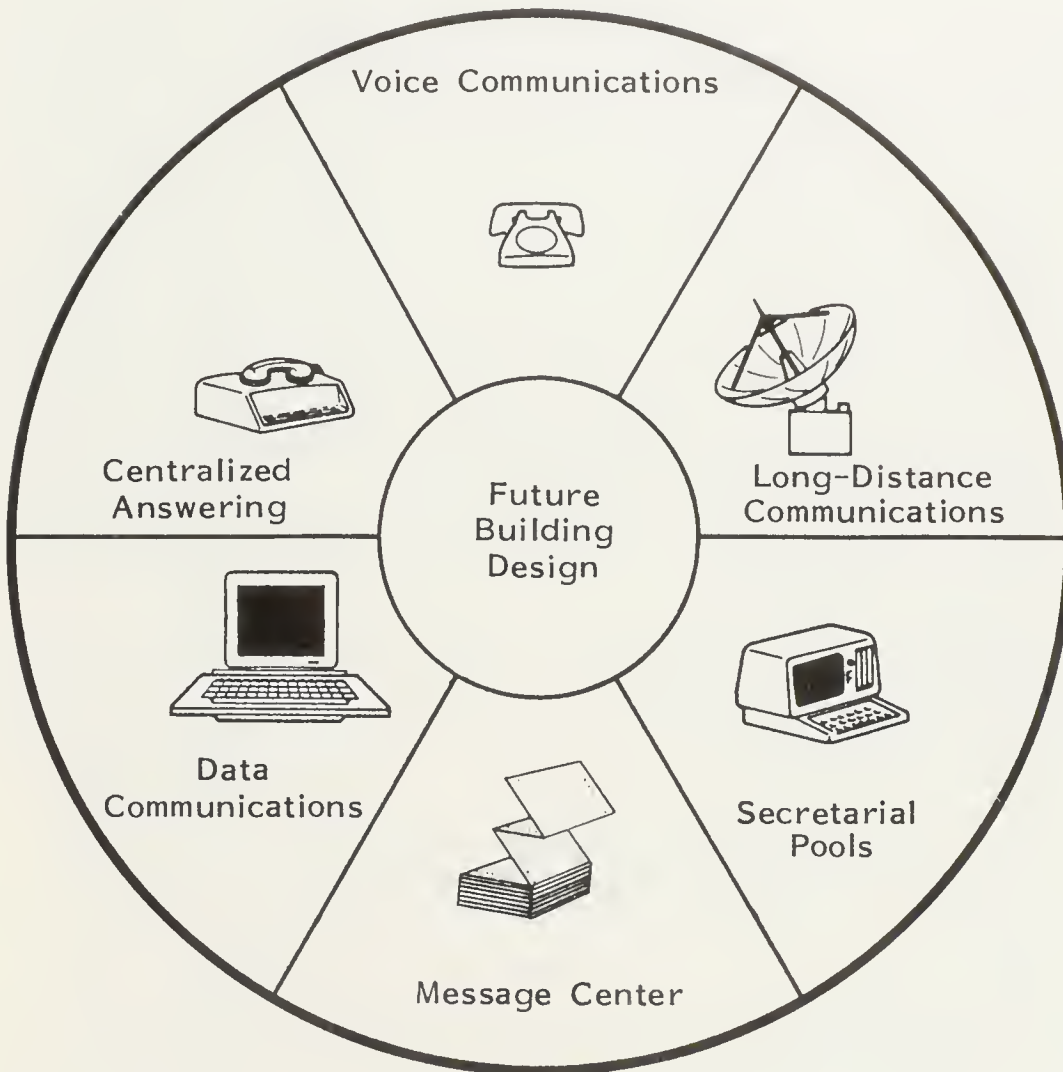 Voice Communications
Centralized
Answering
Future
Building
Design
Long-Distance
Communications
Data
Communications
Secretarial
Pools
Message Center